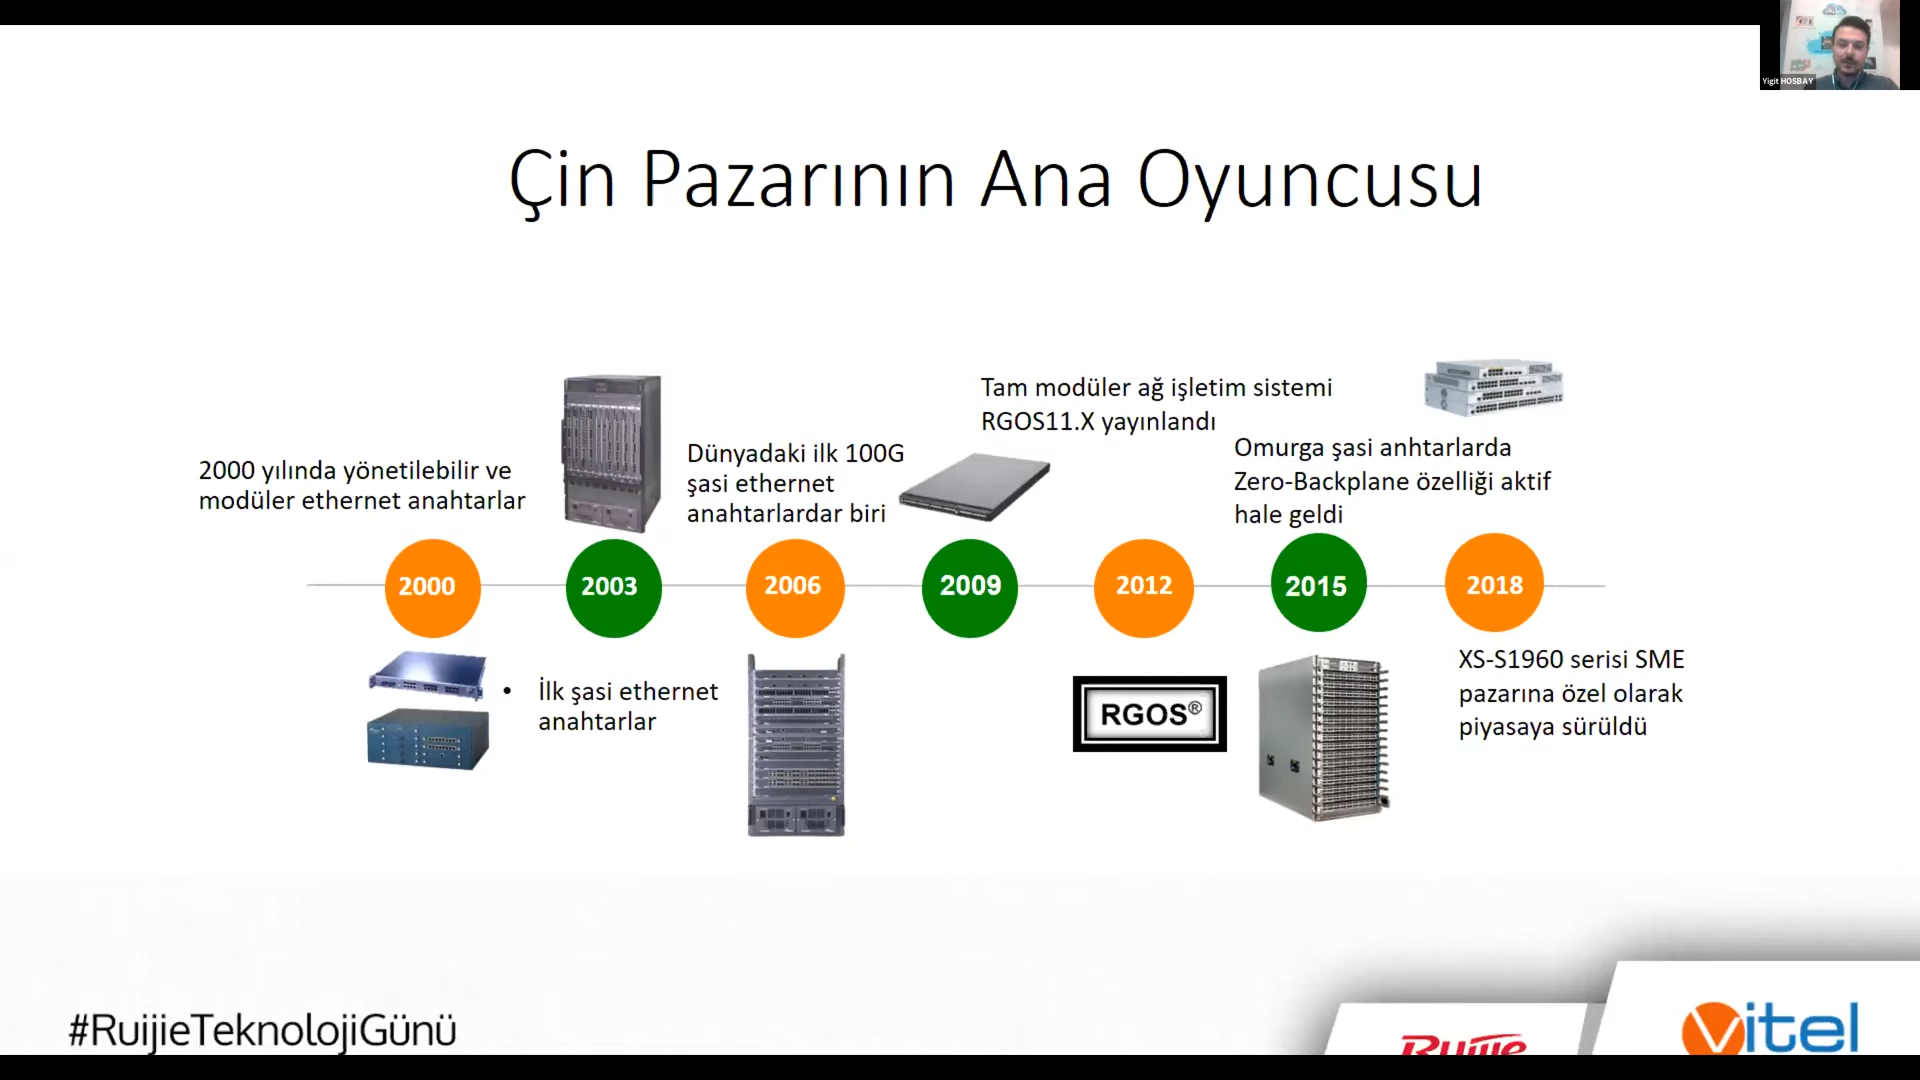 Yigit HOSBAY
Çin Pazarının Ana Oyuncusu
2000 yılında yönetilebilir ve
modüler ethernet anahtarlar
Dünyadaki ilk 100G
şasi ethernet
anahtarlardar biri
Tam modüler ağ işletim sistemi
RGOS11.X yayınlandı
Omurga şasi anhtarlarda
Zero-Backplane özelliği aktif
hale geldi
2000
2003
2006
2009
2012
2015
2018
• İlk şasi ethernet
anahtarlar
RGOS®
XS-S1960 serisi SME
pazarına özel olarak
piyasaya sürüldü
#RuijieTeknolojiGünü
Ruijie
vitel